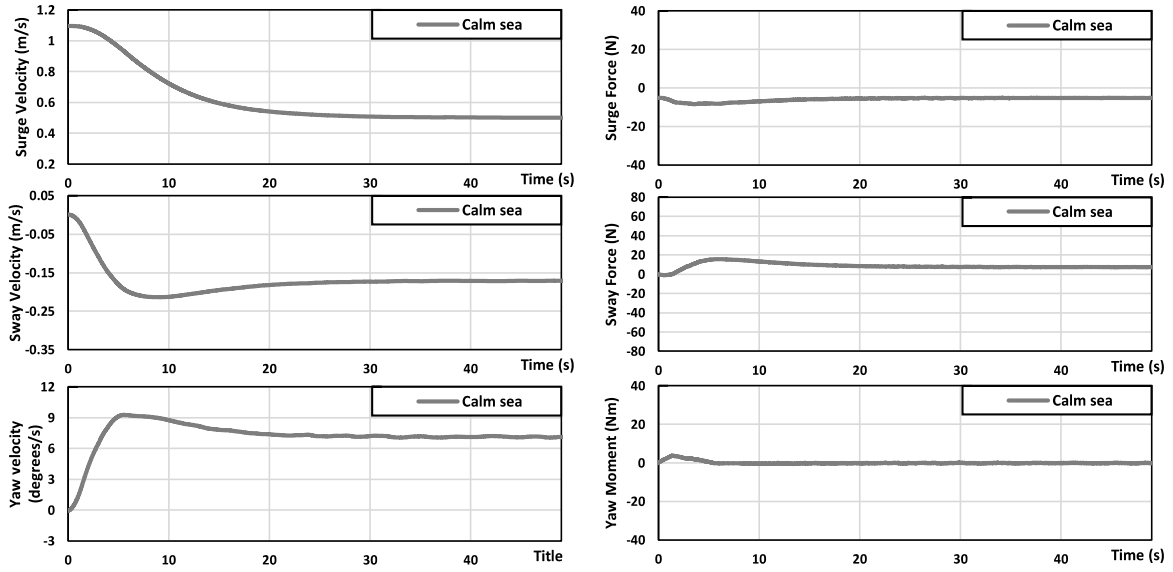 Surge Velocity (m/s)
1.2
1
0.8
0.6
0.4
0.2
Calm sea
0 10 20 30 40
Time (s)
Sway Velocity (m/s)
0.05
-0.05
-0.15
-0.25
-0.35
Calm sea
0 10 20 30 40
Time (s)
Yaw velocity
(degrees/s)
12
9
6
3
0
-3
Calm sea
0 10 20 30 40
Title
Surge Force (N)
40
20
0
-20
-40
Calm sea
0 10 20 30 40
Time (s)
Sway Force (N)
80
60
40
20
0
-20
-40
-60
-80
Calm sea
0 10 20 30 40
Time (s)
Yaw Moment (Nm)
40
20
0
-20
-40
Calm sea
0 10 20 30 40
Time (s)